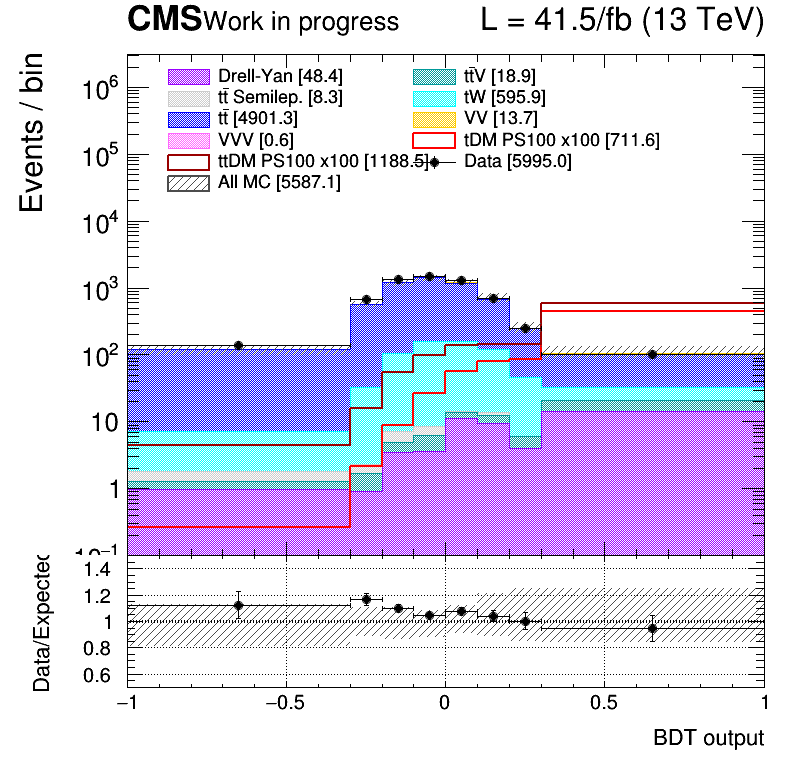 CMS Work in progress L = 41.5/fb (13 TeV)
Events / bin
Drell-Yan [48.4] tt̄V [18.9]
tt̄ Semilep. [8.3] tW [595.9]
tt̄ [4901.3] VV [13.7]
VVV [0.6] tDM PS100 x100 [711.6]
ttDM PS100 x100 [1188.5] Data [5995.0]
All MC [5587.1]
10⁶
10⁵
10⁴
10³
10²
10
1
10⁻¹
Data/Expected
1.4
1.2
1
0.8
0.6
−1 −0.5 0 0.5 1
BDT output